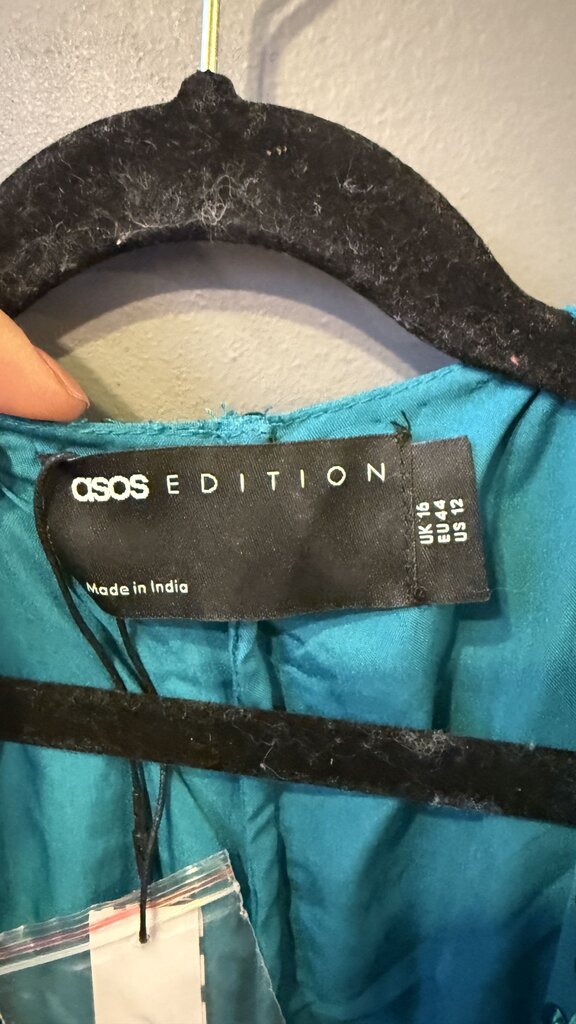 asos EDITION
Made in India
UK 16
EU 44
US 12